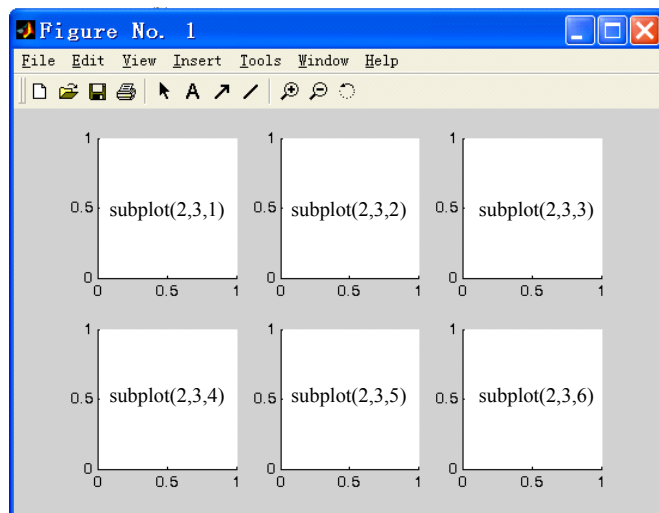 Figure No. 1
File Edit View Insert Tools Window Help
A
1 1 1
0.5 subplot(2,3,1) 0.5 subplot(2,3,2) 0.5 subplot(2,3,3)
0 0 0
0 0.5 1 0 0.5 1 0 0.5 1
1 1 1
0.5 subplot(2,3,4) 0.5 subplot(2,3,5) 0.5 subplot(2,3,6)
0 0 0
0 0.5 1 0 0.5 1 0 0.5 1